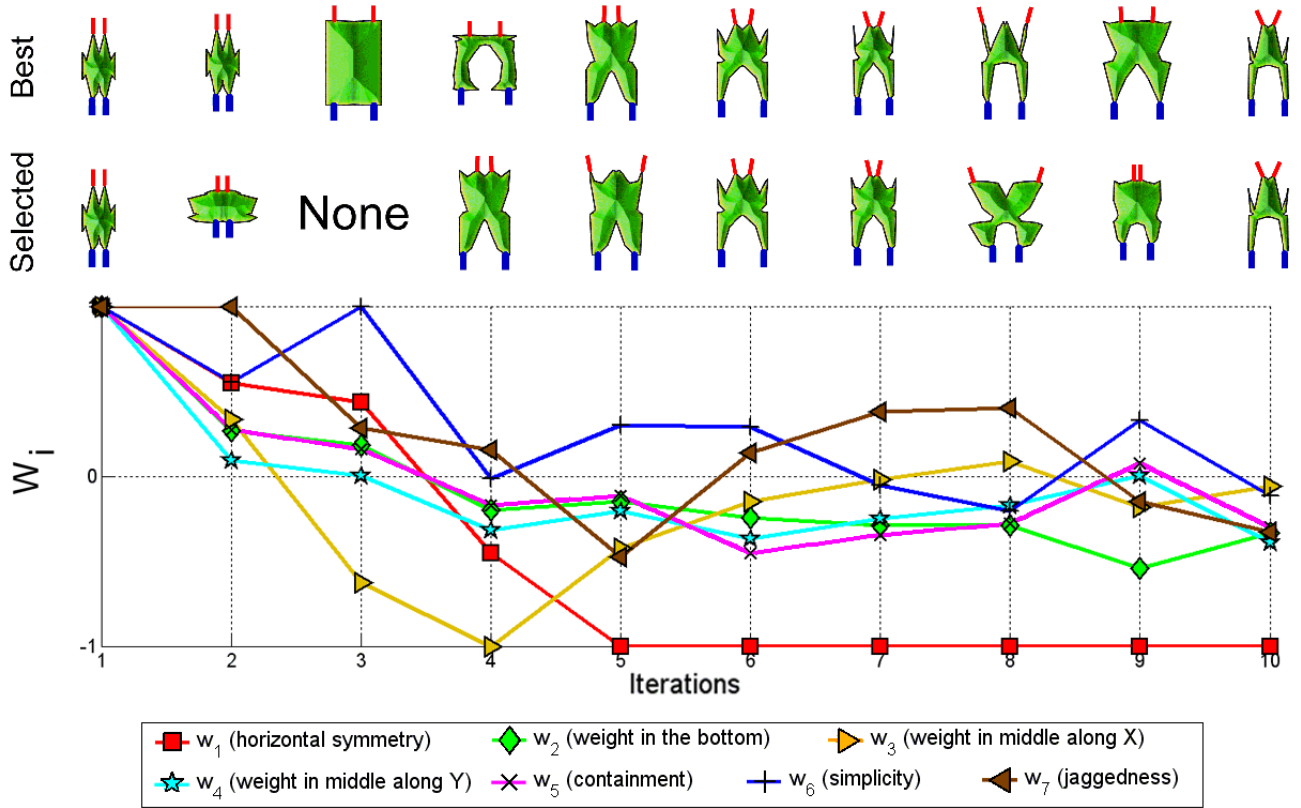 Best
Selected
None
W i
0
-1
1 2 3 4 5 6 7 8 9 10
Iterations
w1 (horizontal symmetry) w2 (weight in the bottom) w3 (weight in middle along X)
w4 (weight in middle along Y) w5 (containment) w6 (simplicity) w7 (jaggedness)